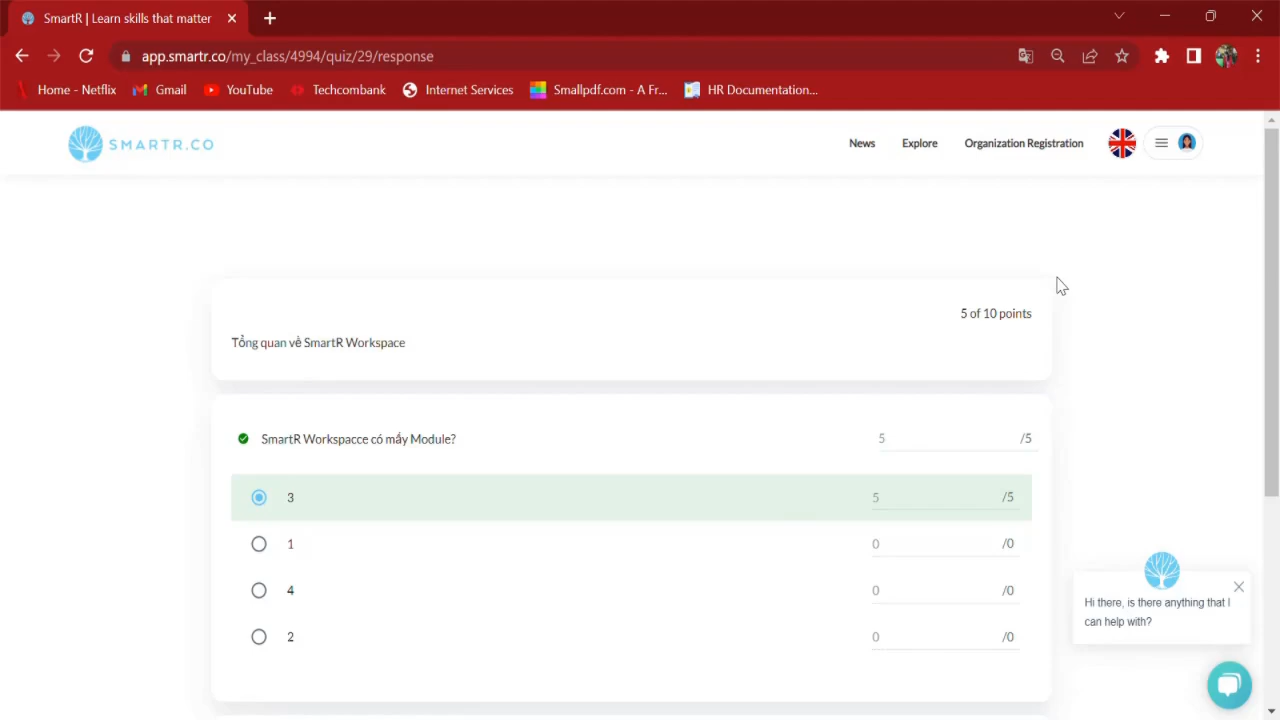 SmartR | Learn skills that matter
app.smartr.co/my_class/4994/quiz/29/response
Home - Netflix
Gmail
YouTube
Techcombank
Internet Services
Smallpdf.com - A Fr...
HR Documentation...
SMARTR.CO
News
Explore
Organization Registration
5 of 10 points
Tổng quan về SmartR Workspace
SmartR Workspacce có mấy Module?
5 /5
3
5 /5
1
0 /0
4
0 /0
2
0 /0
Hi there, is there anything that I
can help with?